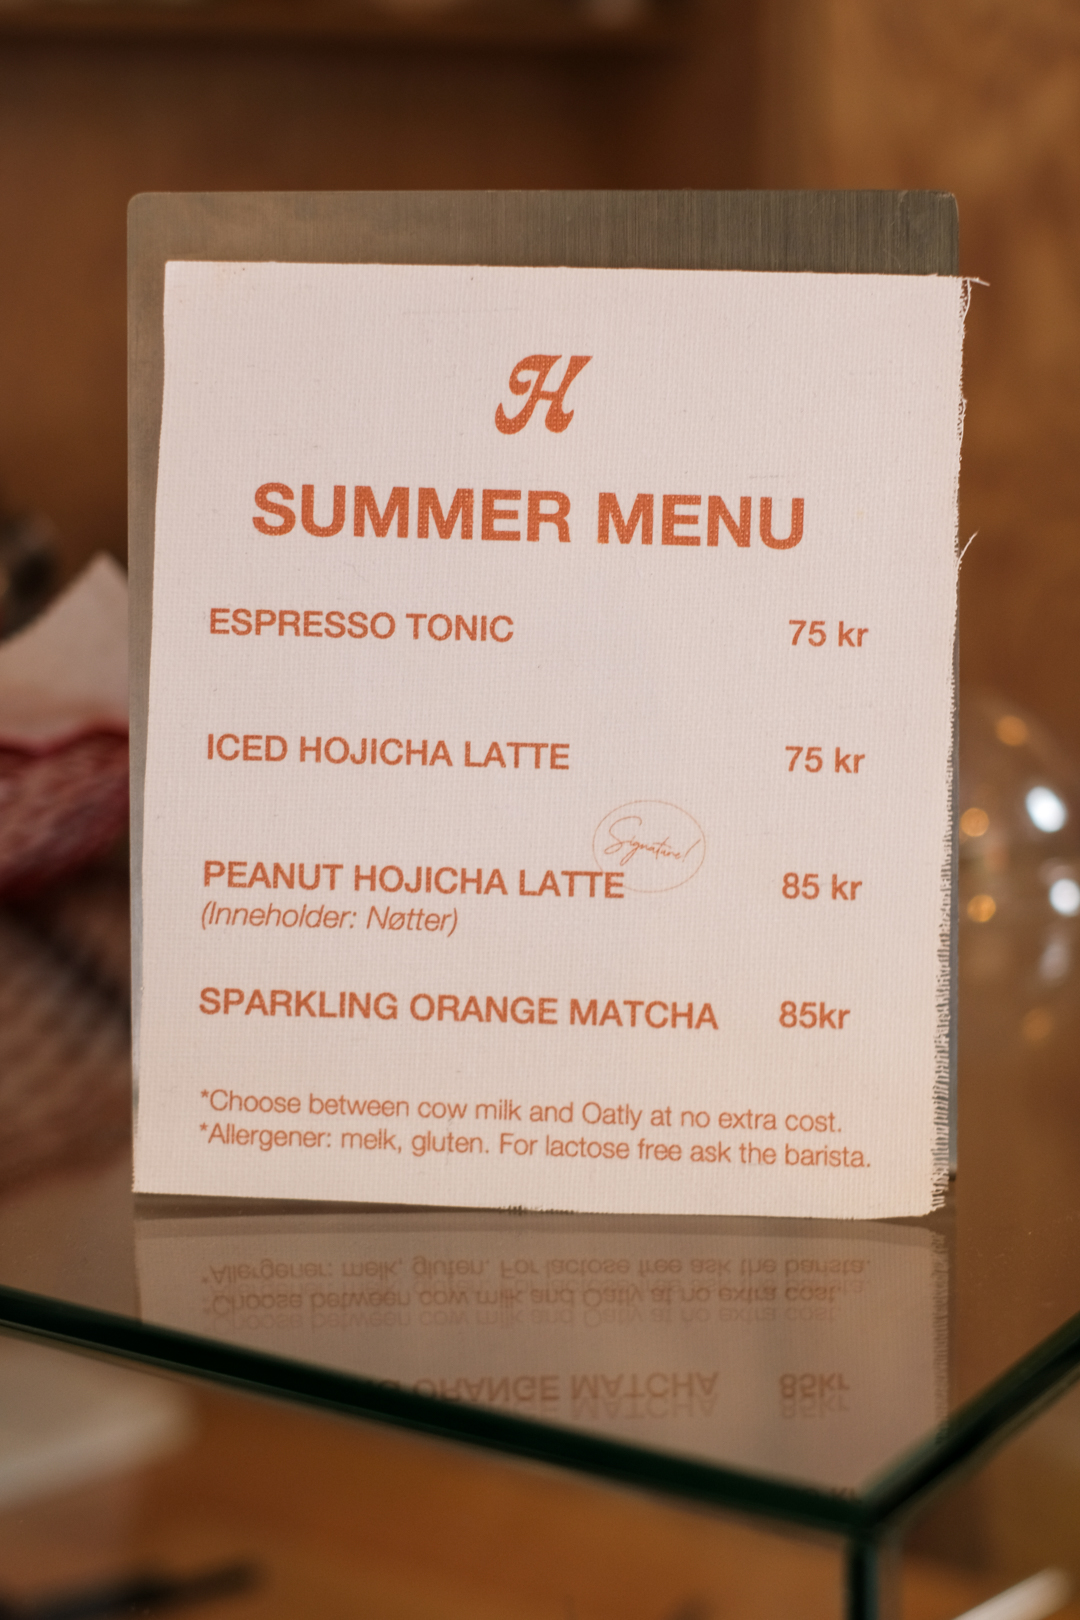 H
SUMMER MENU
ESPRESSO TONIC 75 kr
ICED HOJICHA LATTE 75 kr
Signature!
PEANUT HOJICHA LATTE 85 kr
(Inneholder: Nøtter)
SPARKLING ORANGE MATCHA 85kr
*Choose between cow milk and Oatly at no extra cost.
*Allergener: melk, gluten. For lactose free ask the barista.